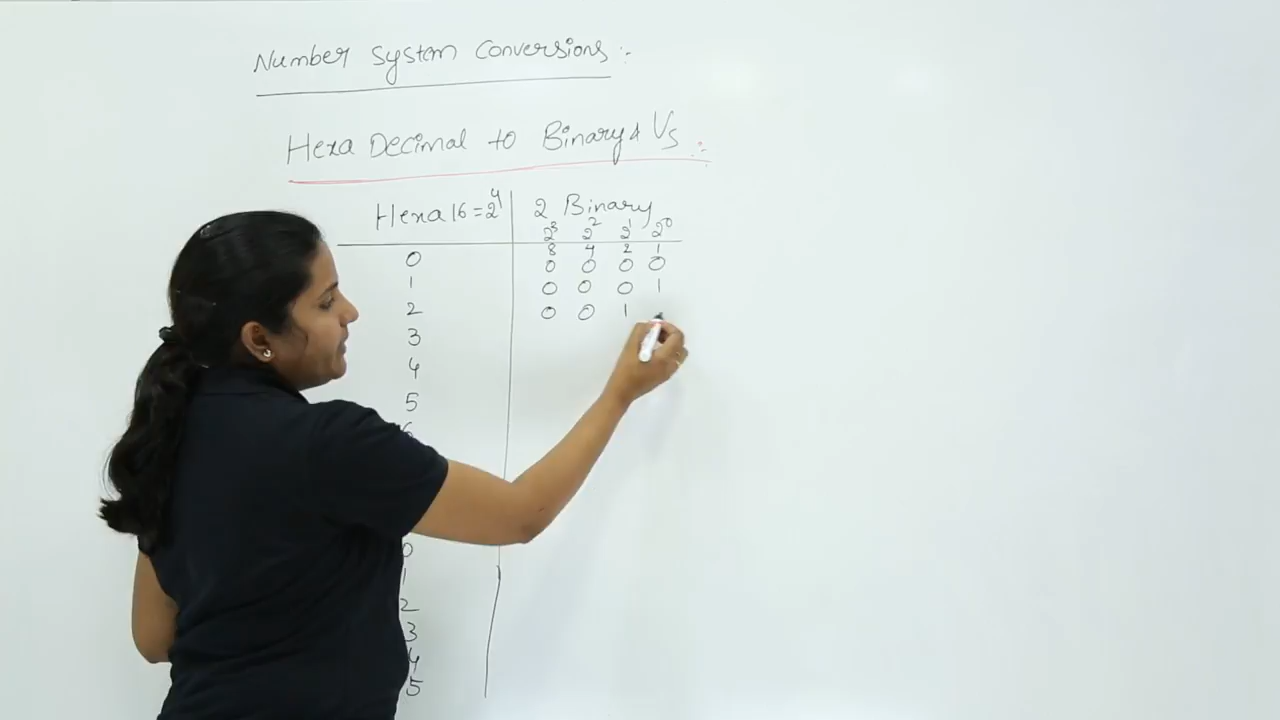 Number System Conversions :-
Hexa Decimal to Binary & Vs :-
Hexa 16 = 2⁴ 2 Binary
2³ 2² 2¹ 2⁰
8 4 2 1
0 0 0 0 0
1 0 0 0 1
2 0 0 1
3
4
5
0
1
2
3
4
5